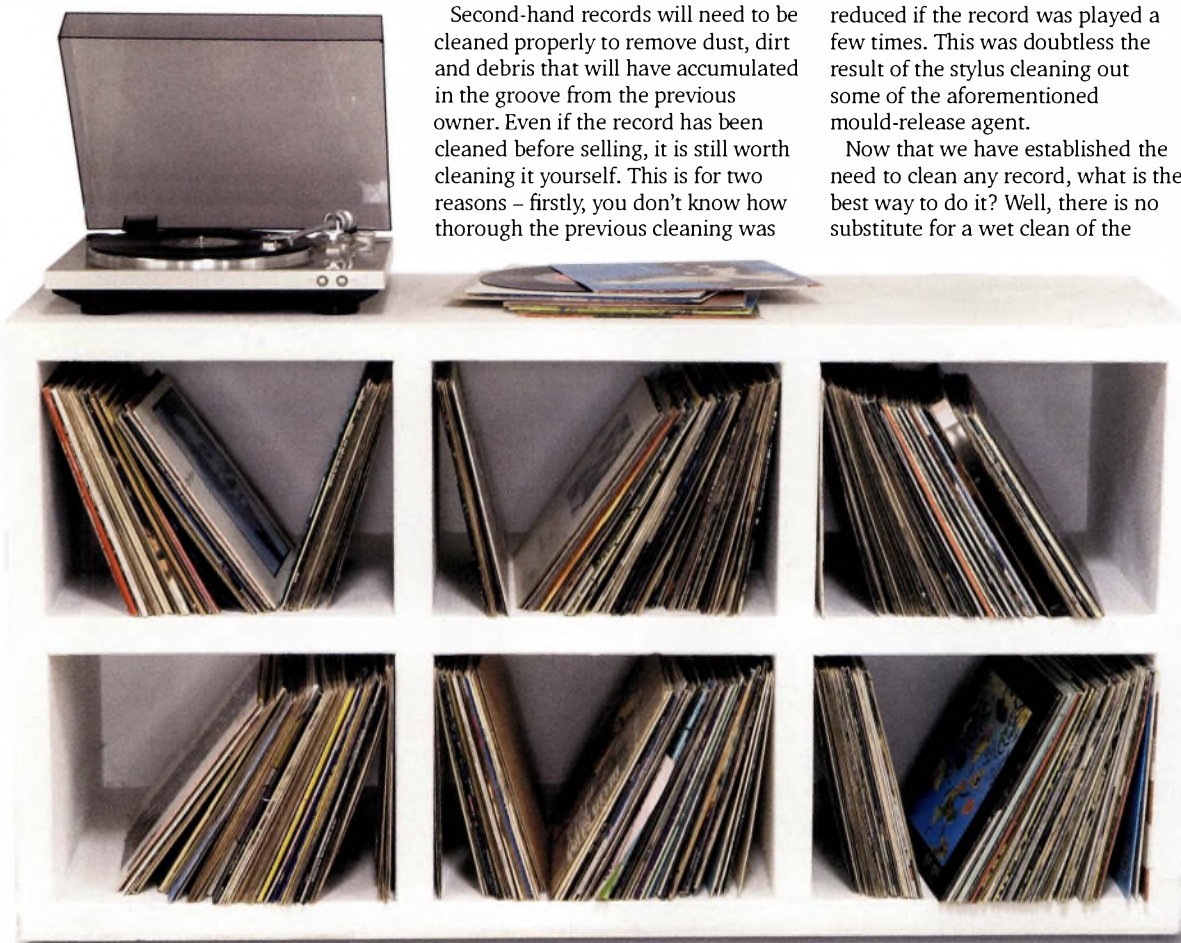 Second-hand records will need to be
cleaned properly to remove dust, dirt
and debris that will have accumulated
in the groove from the previous
owner. Even if the record has been
cleaned before selling, it is still worth
cleaning it yourself. This is for two
reasons – firstly, you don’t know how
thorough the previous cleaning was
reduced if the record was played a
few times. This was doubtless the
result of the stylus cleaning out
some of the aforementioned
mould-release agent.
Now that we have established the
need to clean any record, what is the
best way to do it? Well, there is no
substitute for a wet clean of the